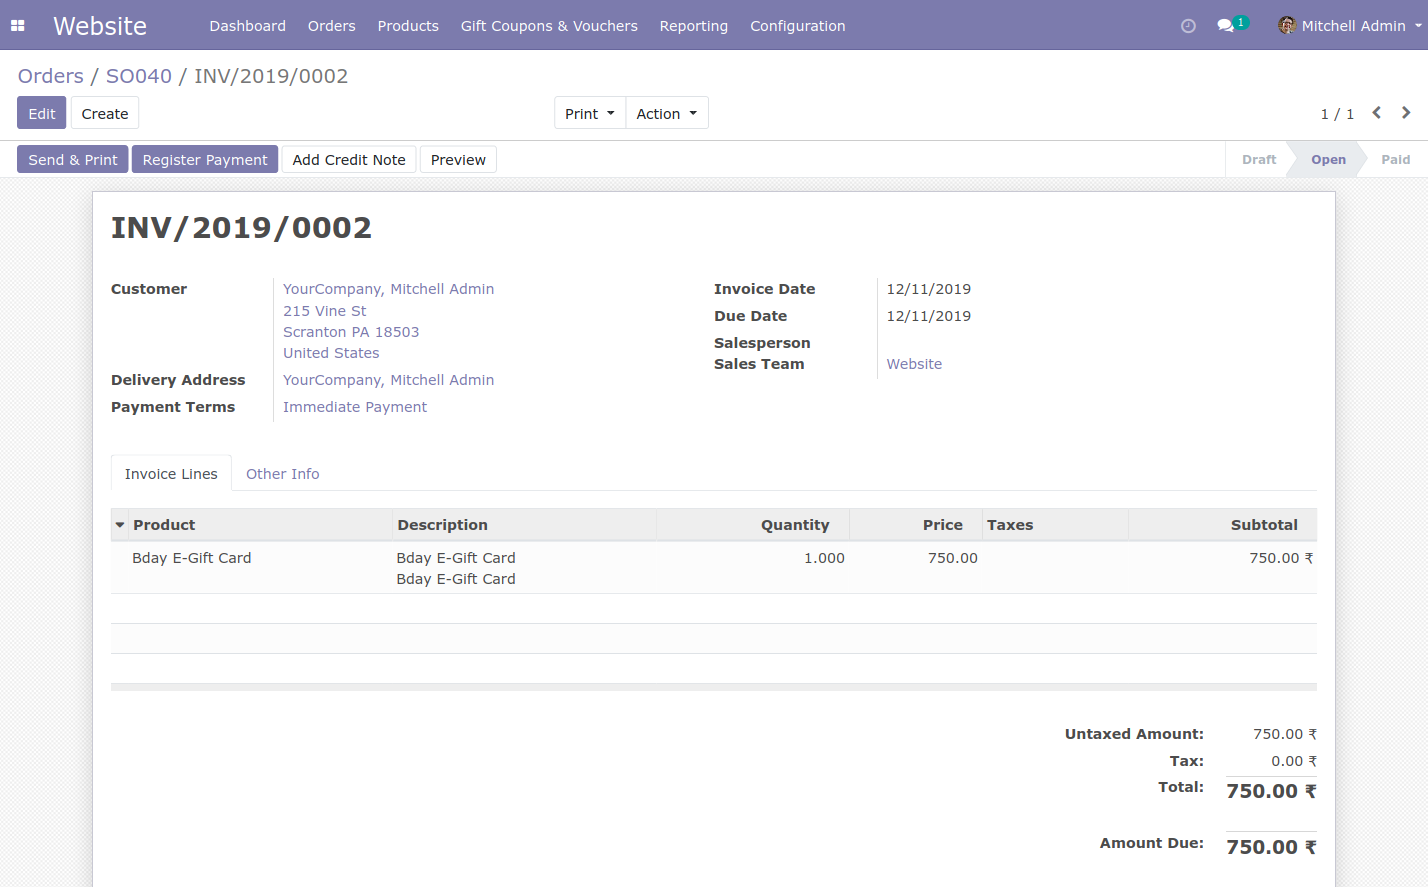 Website Dashboard Orders Products Gift Coupons & Vouchers Reporting Configuration 1 Mitchell Admin
Orders / SO040 / INV/2019/0002
Edit Create Print Action 1 / 1
Send & Print Register Payment Add Credit Note Preview Draft Open Paid
INV/2019/0002
Customer YourCompany, Mitchell Admin Invoice Date 12/11/2019
215 Vine St
Due Date 12/11/2019
Scranton PA 18503
Salesperson
United States
Sales Team Website
Delivery Address YourCompany, Mitchell Admin
Payment Terms Immediate Payment
Invoice Lines Other Info
Product Description Quantity Price Taxes Subtotal
Bday E-Gift Card Bday E-Gift Card 1.000 750.00 750.00 ₹
Bday E-Gift Card
Untaxed Amount: 750.00 ₹
Tax: 0.00 ₹
Total: 750.00 ₹
Amount Due: 750.00 ₹